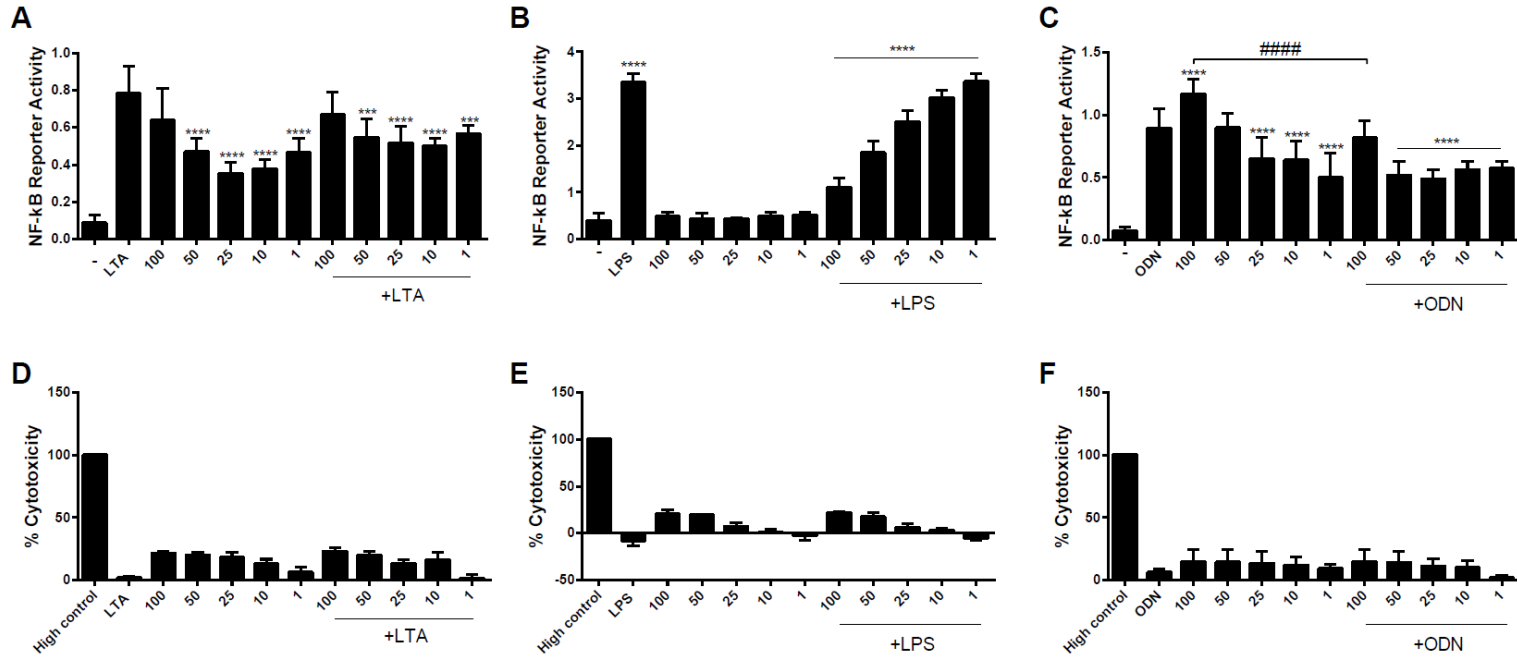 A
NF-kB Reporter Activity
1.0
0.8
0.6
0.4
0.2
0.0
**** **** **** **** *** **** **** ***
- LTA 100 50 25 10 1 100 50 25 10 1
+LTA
B
NF-kB Reporter Activity
4
3
2
1
0
**** ****
- LPS 100 50 25 10 1 100 50 25 10 1
+LPS
C
NF-kB Reporter Activity
1.5
1.0
0.5
0.0
####
**** **** **** **** ****
- ODN 100 50 25 10 1 100 50 25 10 1
+ODN
D
% Cytotoxicity
150
100
50
0
High control LTA 100 50 25 10 1 100 50 25 10 1
+LTA
E
% Cytotoxicity
150
100
50
0
-50
High control LPS 100 50 25 10 1 100 50 25 10 1
+LPS
F
% Cytotoxicity
150
100
50
0
High control ODN 100 50 25 10 1 100 50 25 10 1
+ODN